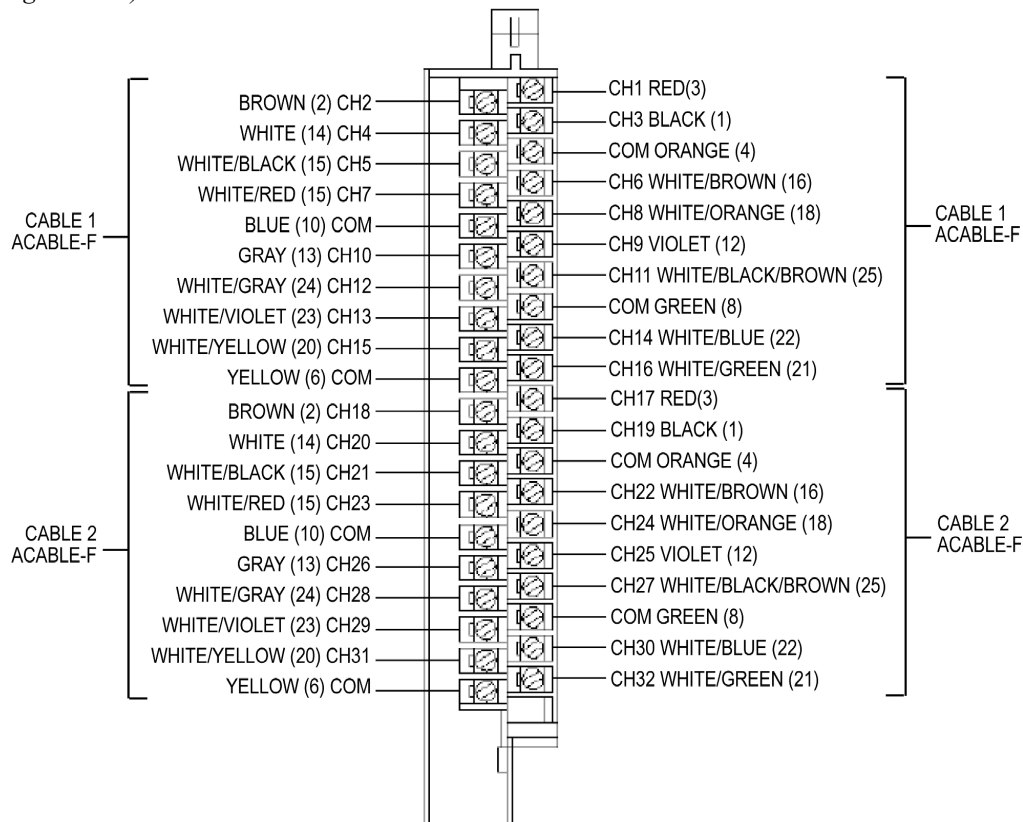 BROWN (2) CH2
WHITE (14) CH4
WHITE/BLACK (15) CH5
WHITE/RED (15) CH7
BLUE (10) COM
GRAY (13) CH10
WHITE/GRAY (24) CH12
WHITE/VIOLET (23) CH13
WHITE/YELLOW (20) CH15
YELLOW (6) COM
CABLE 1
ACABLE-F
BROWN (2) CH18
WHITE (14) CH20
WHITE/BLACK (15) CH21
WHITE/RED (15) CH23
BLUE (10) COM
GRAY (13) CH26
WHITE/GRAY (24) CH28
WHITE/VIOLET (23) CH29
WHITE/YELLOW (20) CH31
YELLOW (6) COM
CABLE 2
ACABLE-F
CH1 RED(3)
CH3 BLACK (1)
COM ORANGE (4)
CH6 WHITE/BROWN (16)
CH8 WHITE/ORANGE (18)
CH9 VIOLET (12)
CH11 WHITE/BLACK/BROWN (25)
COM GREEN (8)
CH14 WHITE/BLUE (22)
CH16 WHITE/GREEN (21)
CABLE 1
ACABLE-F
CH17 RED(3)
CH19 BLACK (1)
COM ORANGE (4)
CH22 WHITE/BROWN (16)
CH24 WHITE/ORANGE (18)
CH25 VIOLET (12)
CH27 WHITE/BLACK/BROWN (25)
COM GREEN (8)
CH30 WHITE/BLUE (22)
CH32 WHITE/GREEN (21)
CABLE 2
ACABLE-F